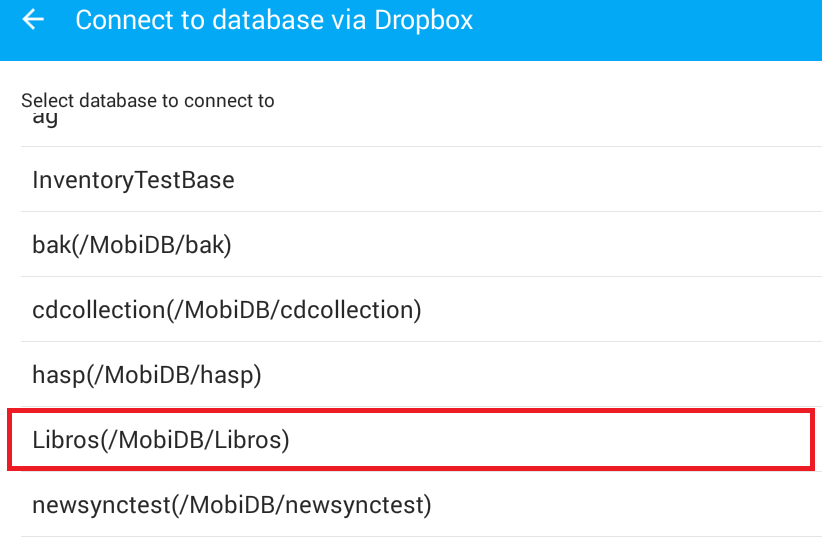 Connect to database via Dropbox
Select database to connect to
ay
InventoryTestBase
bak(/MobiDB/bak)
cdcollection(/MobiDB/cdcollection)
hasp(/MobiDB/hasp)
Libros(/MobiDB/Libros)
newsynctest(/MobiDB/newsynctest)